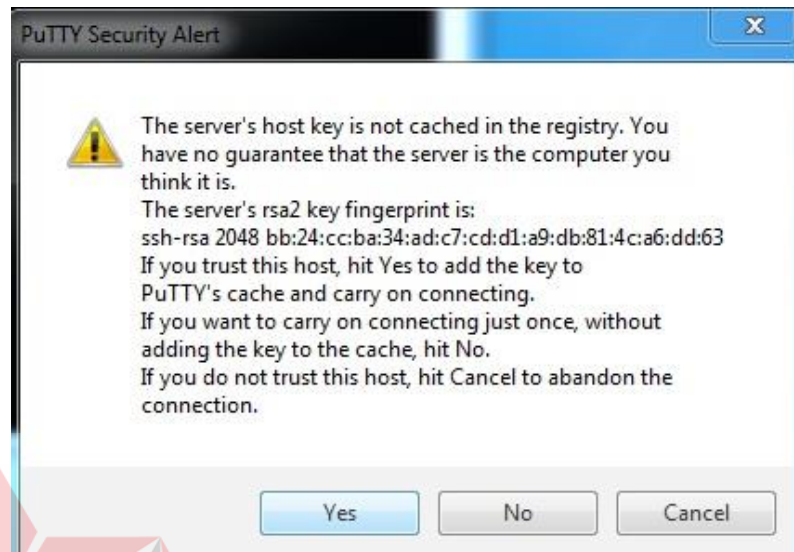 PuTTY Security Alert
The server's host key is not cached in the registry. You
have no guarantee that the server is the computer you
think it is.
The server's rsa2 key fingerprint is:
ssh-rsa 2048 bb:24:cc:ba:34:ad:c7:cd:d1:a9:db:81:4c:a6:dd:63
If you trust this host, hit Yes to add the key to
PuTTY's cache and carry on connecting.
If you want to carry on connecting just once, without
adding the key to the cache, hit No.
If you do not trust this host, hit Cancel to abandon the
connection.
Yes No Cancel